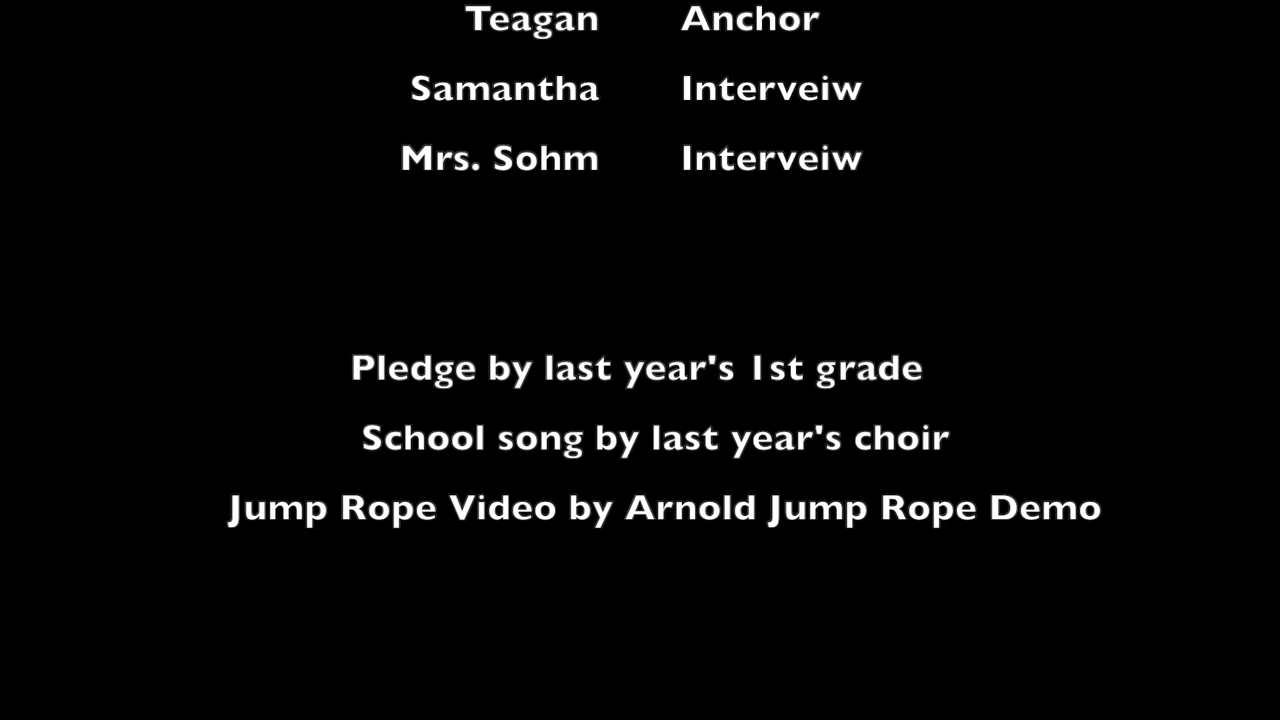 Teagan Anchor
Samantha Interveiw
Mrs. Sohm Interveiw
Pledge by last year's 1st grade
School song by last year's choir
Jump Rope Video by Arnold Jump Rope Demo